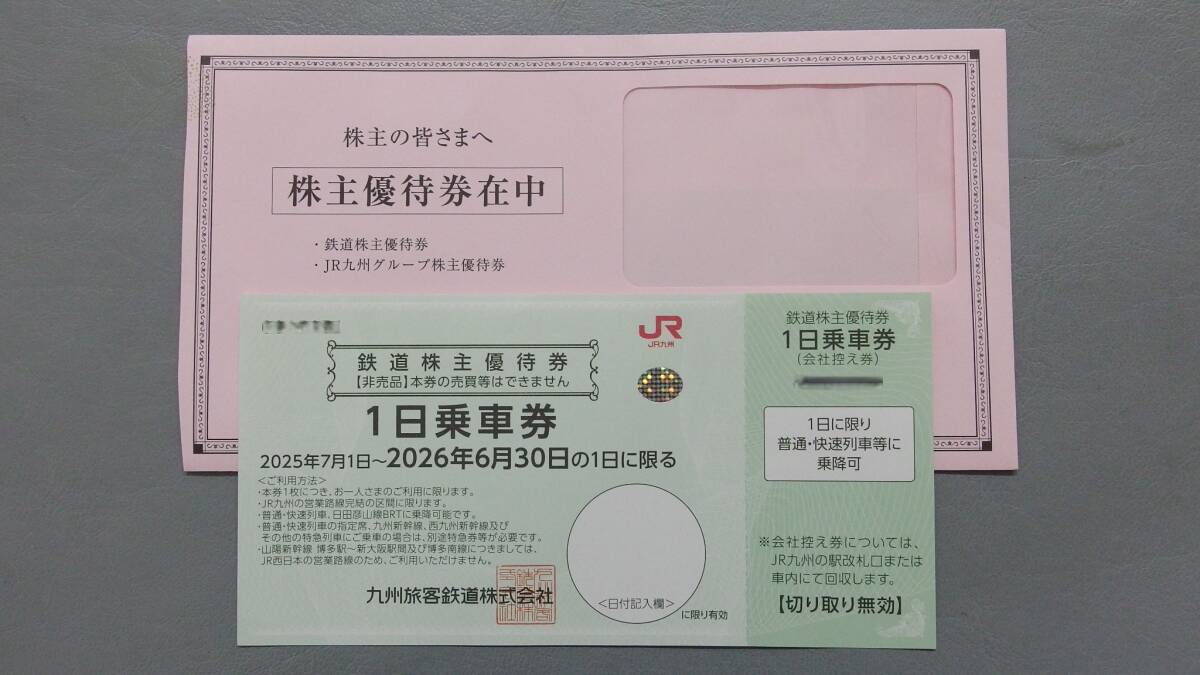 株主の皆さまへ
株主優待券在中
・鉄道株主優待券
・JR九州グループ株主優待券
JR
JR九州
鉄道株主優待券
【非売品】本券の売買等はできません
1日乗車券
2025年7月1日～2026年6月30日の1日に限る
＜ご利用方法＞
・本券1枚につき、お一人さまのご利用に限ります。
・JR九州の営業路線完結の区間に限ります。
・普通・快速列車、日田彦山線BRTに乗降可能です。
・普通・快速列車の指定席、九州新幹線、西九州新幹線及び
その他の特急列車にご乗車の場合は、別途特急券等が必要です。
・山陽新幹線 博多駅～新大阪駅間及び博多南線につきましては、
JR西日本の営業路線のため、ご利用いただけません。
九州旅客鉄道株式会社
＜日付記入欄＞
に限り有効
鉄道株主優待券
1日乗車券
(会社控え券)
1日に限り
普通・快速列車等に
乗降可
※会社控え券については、
JR九州の駅改札口または
車内にて回収します。
【切り取り無効】